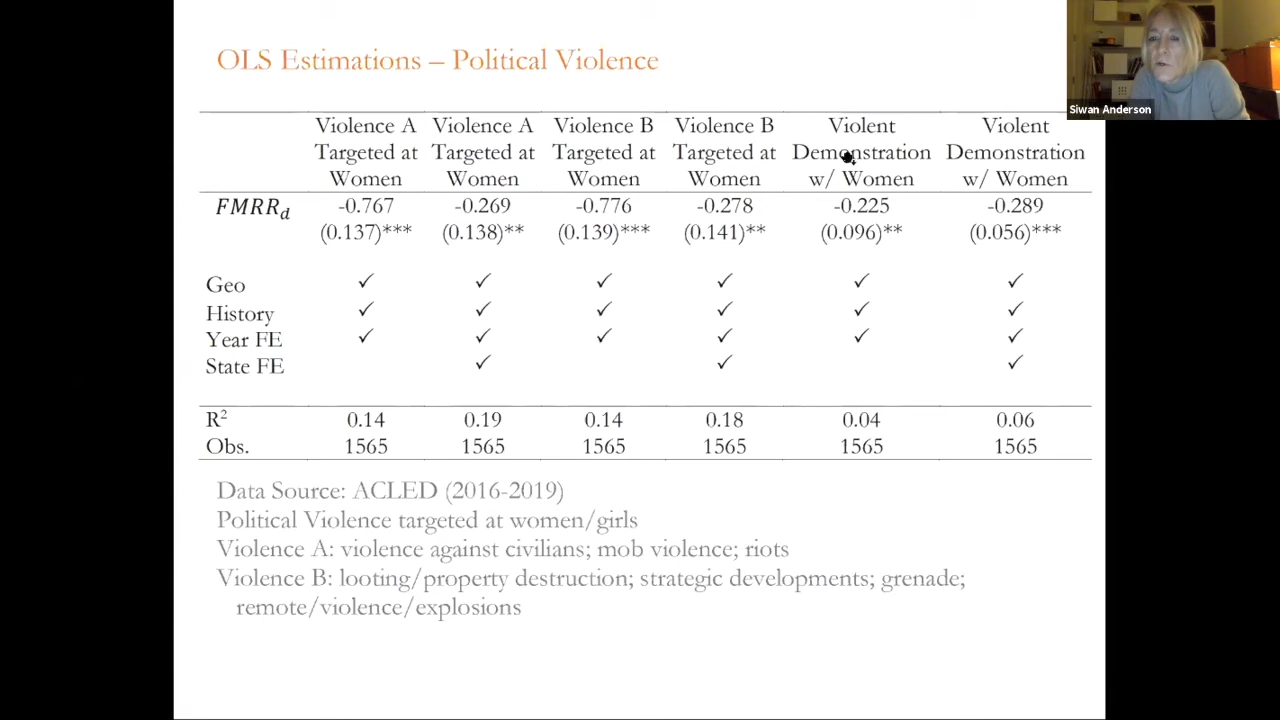 OLS Estimations – Political Violence
Siwan Anderson
Violence A Violence A Violence B Violence B Violent Violent
Targeted at Targeted at Targeted at Targeted at Demonstration Demonstration
Women Women Women Women w/ Women w/ Women
FMRR_d -0.767 -0.269 -0.776 -0.278 -0.225 -0.289
(0.137)*** (0.138)** (0.139)*** (0.141)** (0.096)** (0.056)***
Geo ✓ ✓ ✓ ✓ ✓ ✓
History ✓ ✓ ✓ ✓ ✓ ✓
Year FE ✓ ✓ ✓ ✓ ✓ ✓
State FE ✓ ✓ ✓
R² 0.14 0.19 0.14 0.18 0.04 0.06
Obs. 1565 1565 1565 1565 1565 1565
Data Source: ACLED (2016-2019)
Political Violence targeted at women/girls
Violence A: violence against civilians; mob violence; riots
Violence B: looting/property destruction; strategic developments; grenade;
remote/violence/explosions